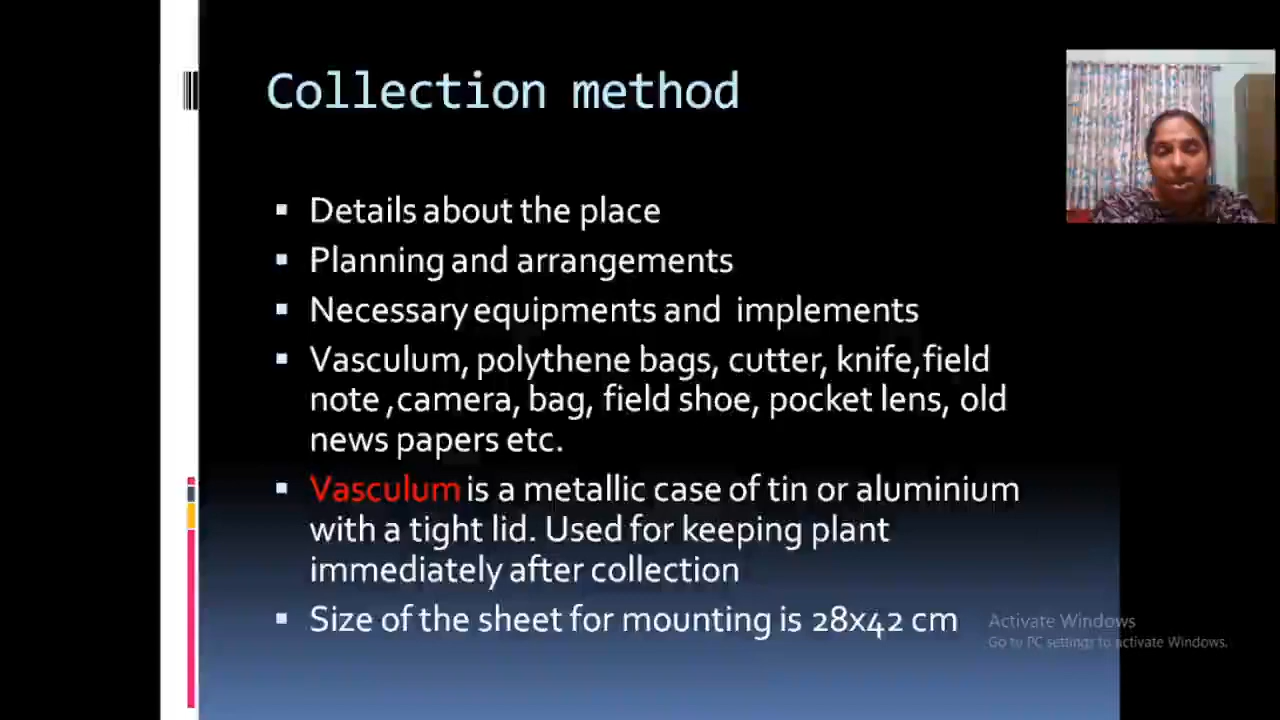 Collection method
Details about the place
Planning and arrangements
Necessary equipments and implements
Vasculum, polythene bags, cutter, knife,field
note ,camera, bag, field shoe, pocket lens, old
news papers etc.
Vasculum is a metallic case of tin or aluminium
with a tight lid. Used for keeping plant
immediately after collection
Size of the sheet for mounting is 28x42 cm
Activate Windows
Go to PC settings to activate Windows.